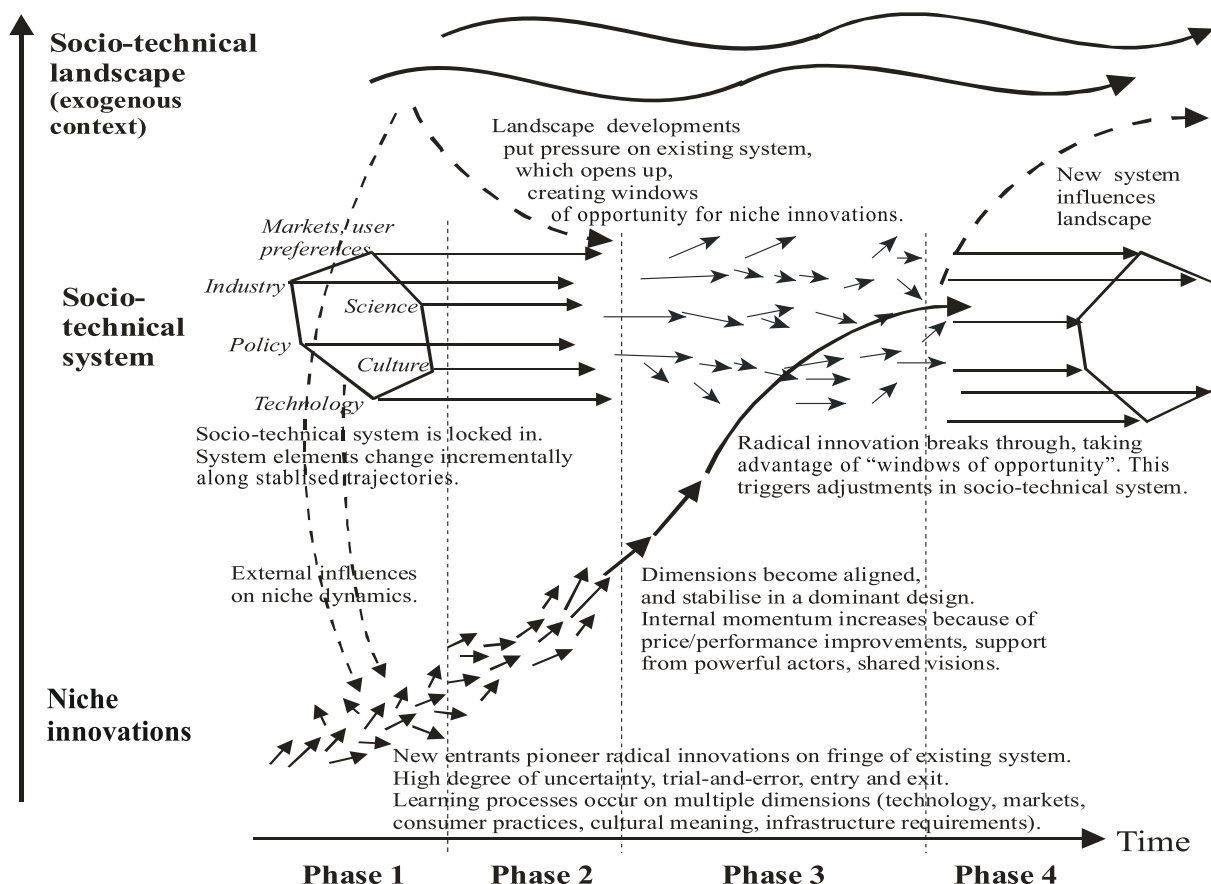 Socio-technical
landscape
(exogenous
context)
Landscape developments
put pressure on existing system,
which opens up,
creating windows
of opportunity for niche innovations.
New system
influences
landscape
Markets, user
preferences
Industry
Science
Policy
Culture
Technology
Socio-
technical
system
Socio-technical system is locked in.
System elements change incrementally
along stablised trajectories.
Radical innovation breaks through, taking
advantage of “windows of opportunity”. This
triggers adjustments in socio-technical system.
External influences
on niche dynamics.
Dimensions become aligned,
and stabilise in a dominant design.
Internal momentum increases because of
price/performance improvements, support
from powerful actors, shared visions.
Niche
innovations
New entrants pioneer radical innovations on fringe of existing system.
High degree of uncertainty, trial-and-error, entry and exit.
Learning processes occur on multiple dimensions (technology, markets,
consumer practices, cultural meaning, infrastructure requirements).
Time
Phase 1
Phase 2
Phase 3
Phase 4